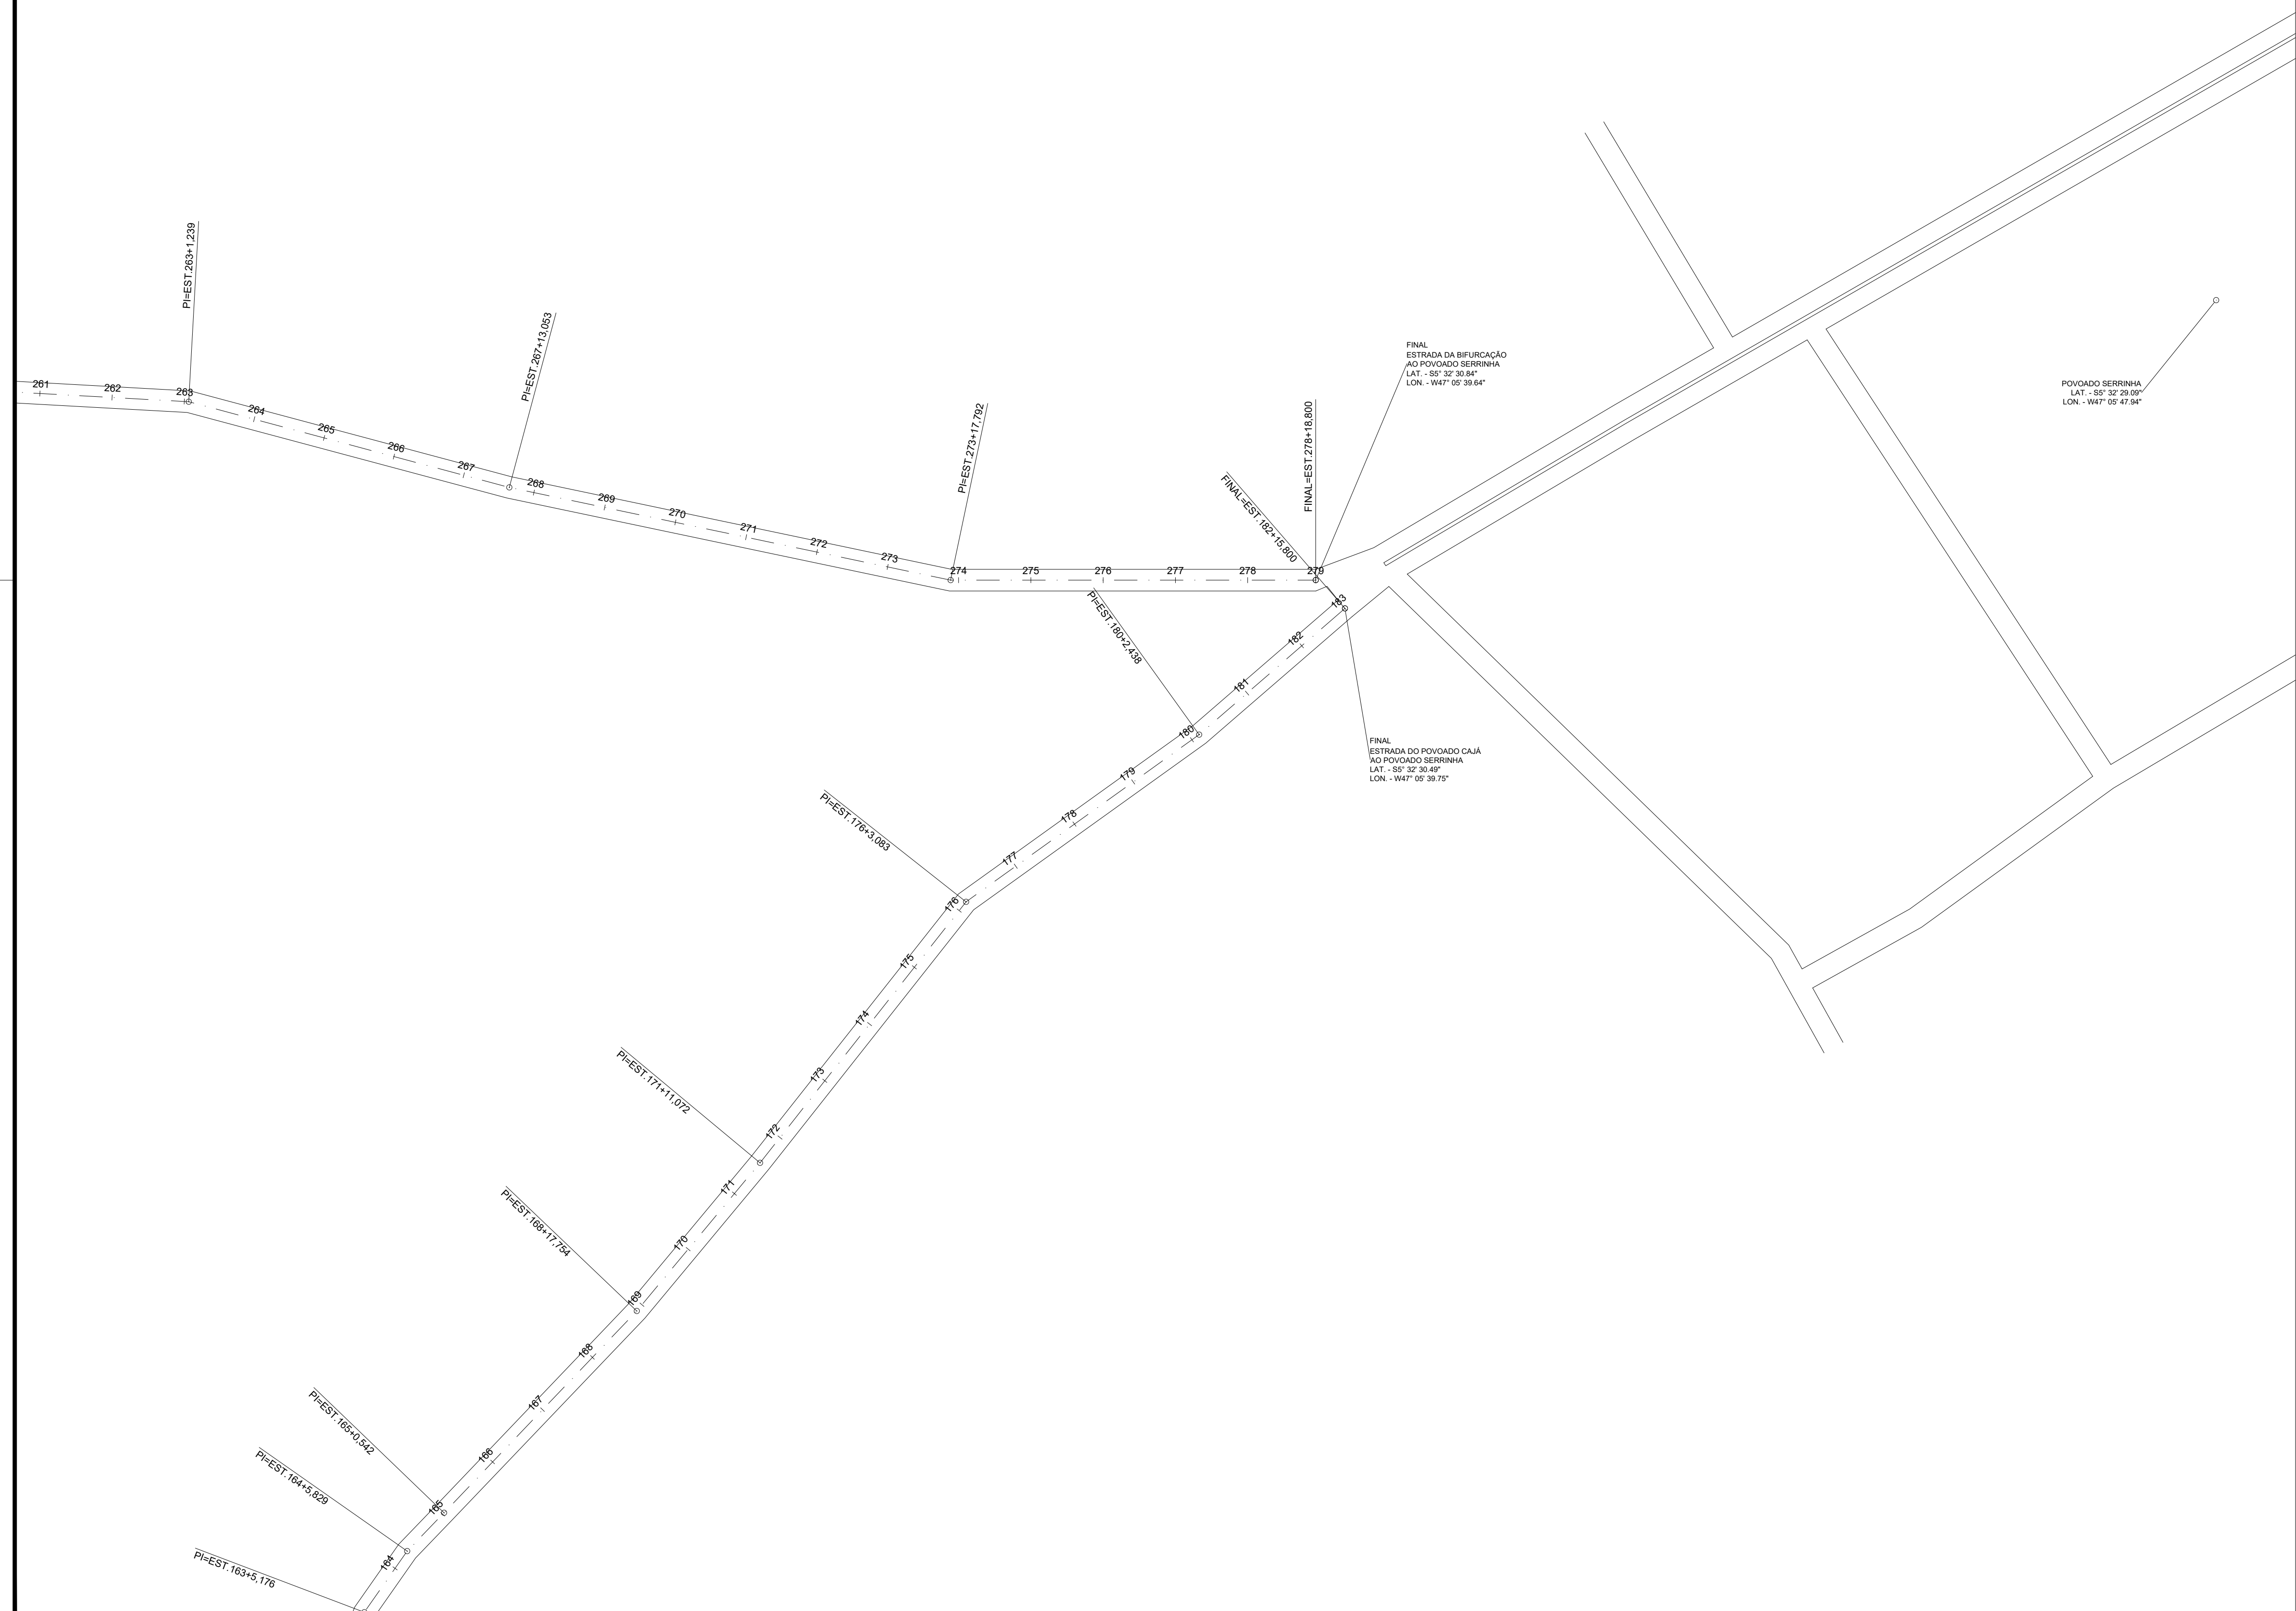 PI=EST.263+1,239
PI=EST.267+13,053
PI=EST.273+17,792
FINAL=EST.278+18,800
FINAL=EST.182+15,800
FINAL
ESTRADA DA BIFURCAÇÃO
AO POVOADO SERRINHA
LAT. - S5° 32' 30.84"
LON. - W47° 05' 39.64"
POVOADO SERRINHA
LAT. - S5° 32' 29.09"
LON. - W47° 05' 47.94"
261
262
263
264
265
266
267
268
269
270
271
272
273
274
275
276
277
278
279
183
182
181
180
179
178
177
176
175
174
173
172
171
170
169
168
167
166
165
164
PI=EST.180+2,438
FINAL
ESTRADA DO POVOADO CAJÁ
AO POVOADO SERRINHA
LAT. - S5° 32' 30.49"
LON. - W47° 05' 39.75"
PI=EST.176+3,083
PI=EST.171+11,072
PI=EST.168+17,754
PI=EST.165+0,542
PI=EST.164+5,829
PI=EST.163+5,176